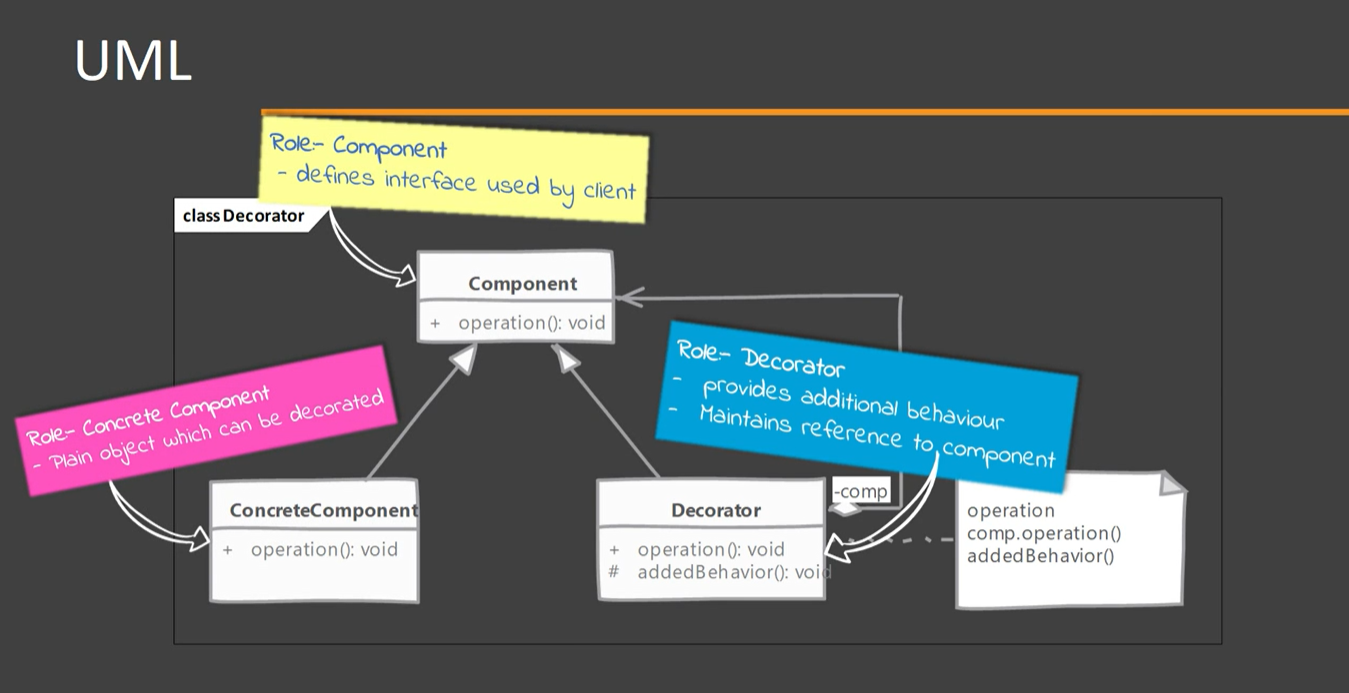 UML
Role:- Component
- defines interface used by client
class Decorator
Component
+ operation(): void
Role:- Decorator
- provides additional behaviour
- Maintains reference to component
Role:- Concrete Component
- Plain object which can be decorated
ConcreteComponent
+ operation(): void
Decorator
+ operation(): void
# addedBehavior(): void
-comp
operation
comp.operation()
addedBehavior()